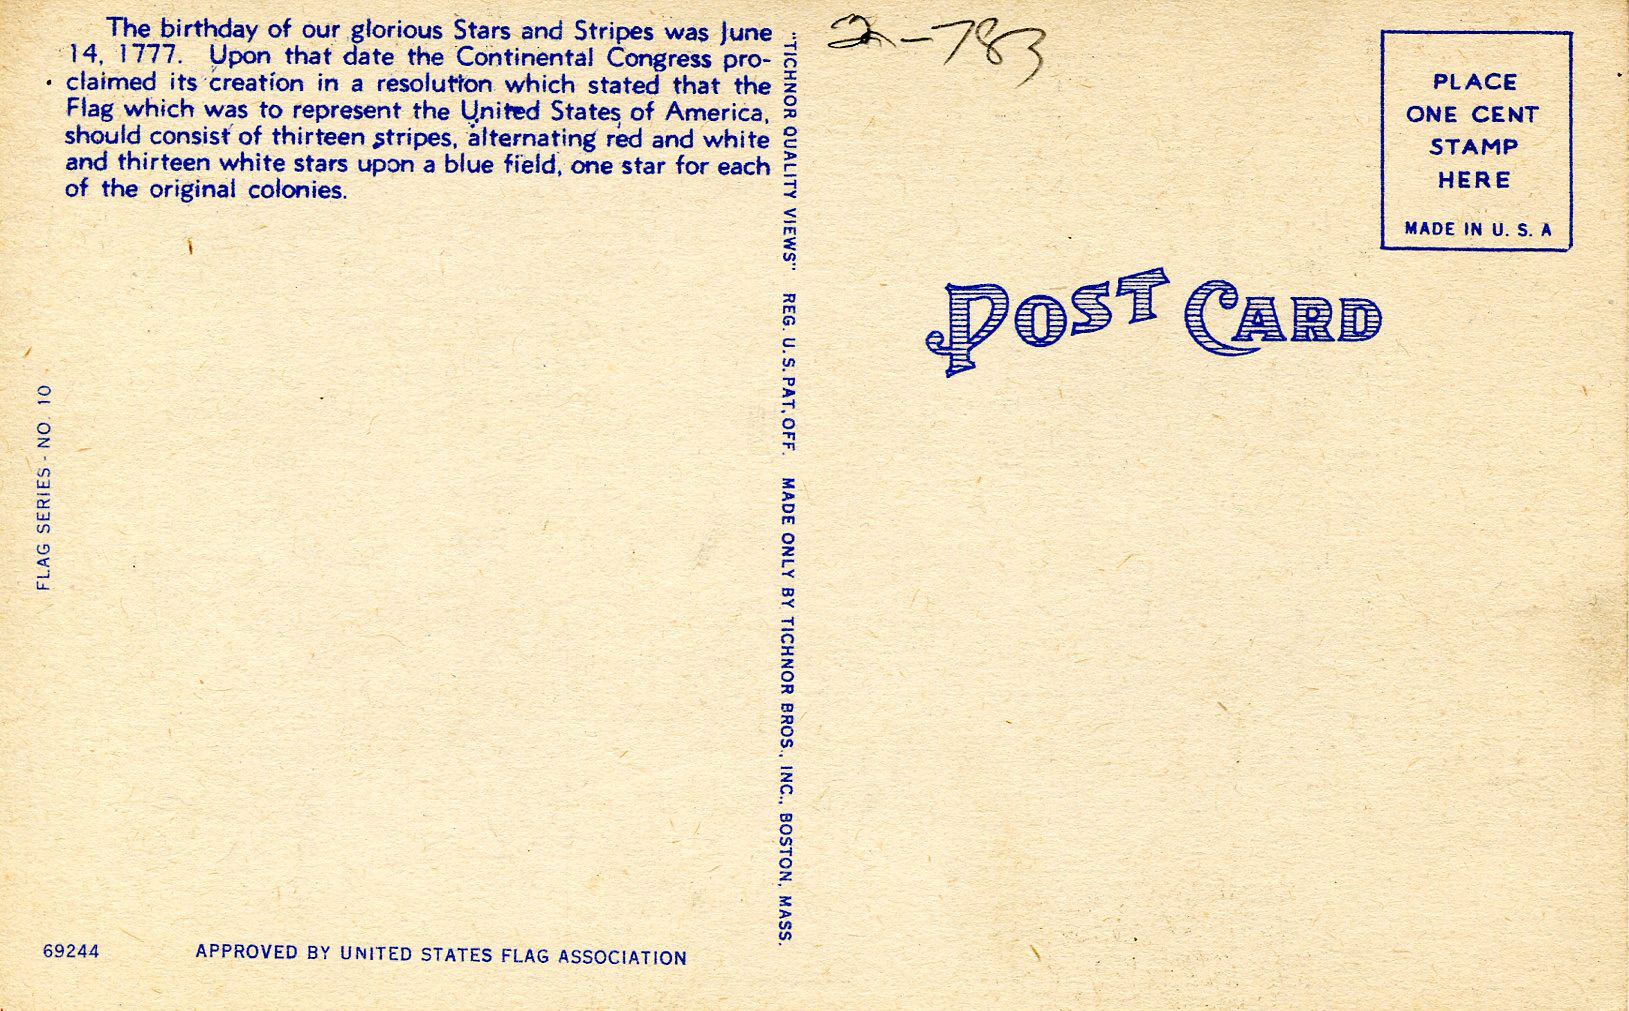 The birthday of our glorious Stars and Stripes was June
14, 1777. Upon that date the Continental Congress pro-
claimed its creation in a resolution which stated that the
Flag which was to represent the United States of America,
should consist of thirteen stripes, alternating red and white
and thirteen white stars upon a blue field, one star for each
of the original colonies.
FLAG SERIES - NO. 10
69244
APPROVED BY UNITED STATES FLAG ASSOCIATION
"TICHNOR QUALITY VIEWS" REG. U.S. PAT. OFF. MADE ONLY BY TICHNOR BROS., INC., BOSTON, MASS.
2-783
POST CARD
PLACE
ONE CENT
STAMP
HERE
MADE IN U. S. A